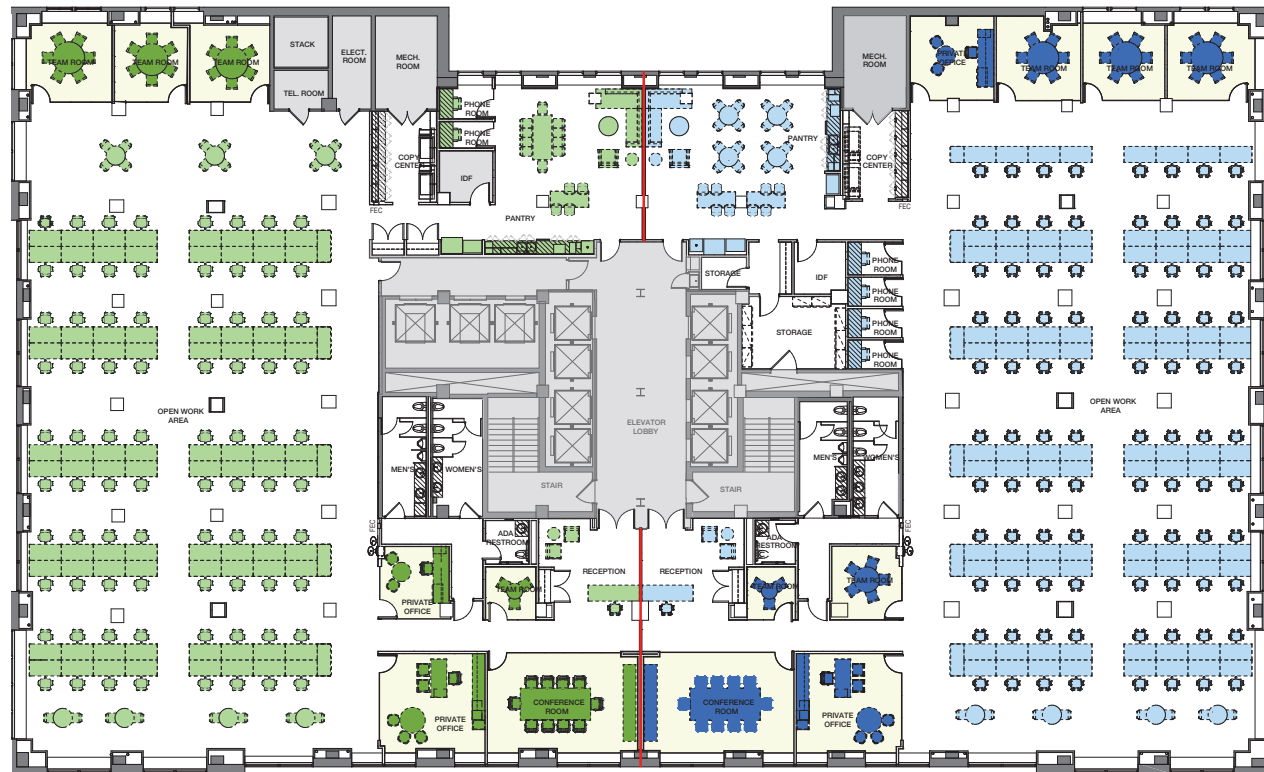 TEAM ROOM
TEAM ROOM
TEAM ROOM
STACK
TEL. ROOM
ELECT.
ROOM
MECH.
ROOM
MECH.
ROOM
PRIVATE
OFFICE
TEAM ROOM
TEAM ROOM
TEAM ROOM
PHONE
ROOM
PHONE
ROOM
COPY
CENTER
IDF
FEC
PANTRY
PANTRY
COPY
CENTER
FEC
STORAGE
IDF
PHONE
ROOM
PHONE
ROOM
PHONE
ROOM
PHONE
ROOM
STORAGE
OPEN WORK
AREA
ELEVATOR
LOBBY
OPEN WORK
AREA
MEN'S
WOMEN'S
STAIR
STAIR
MEN'S
WOMEN'S
FEC
ADA
RESTROOM
RECEPTION
RECEPTION
ADA
RESTROOM
FEC
PRIVATE
OFFICE
TEAM ROOM
TEAM ROOM
TEAM ROOM
PRIVATE
OFFICE
CONFERENCE
ROOM
CONFERENCE
ROOM
PRIVATE
OFFICE